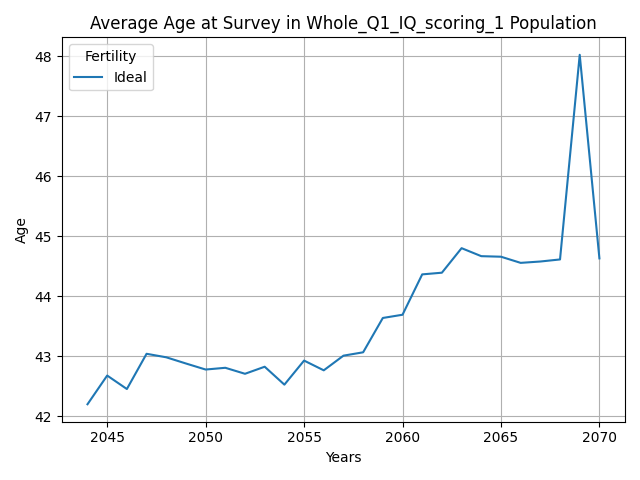 Average Age at Survey in Whole_Q1_IQ_scoring_1 Population
Fertility
Ideal
48
47
46
45
44
43
42
Age
2045 2050 2055 2060 2065 2070
Years